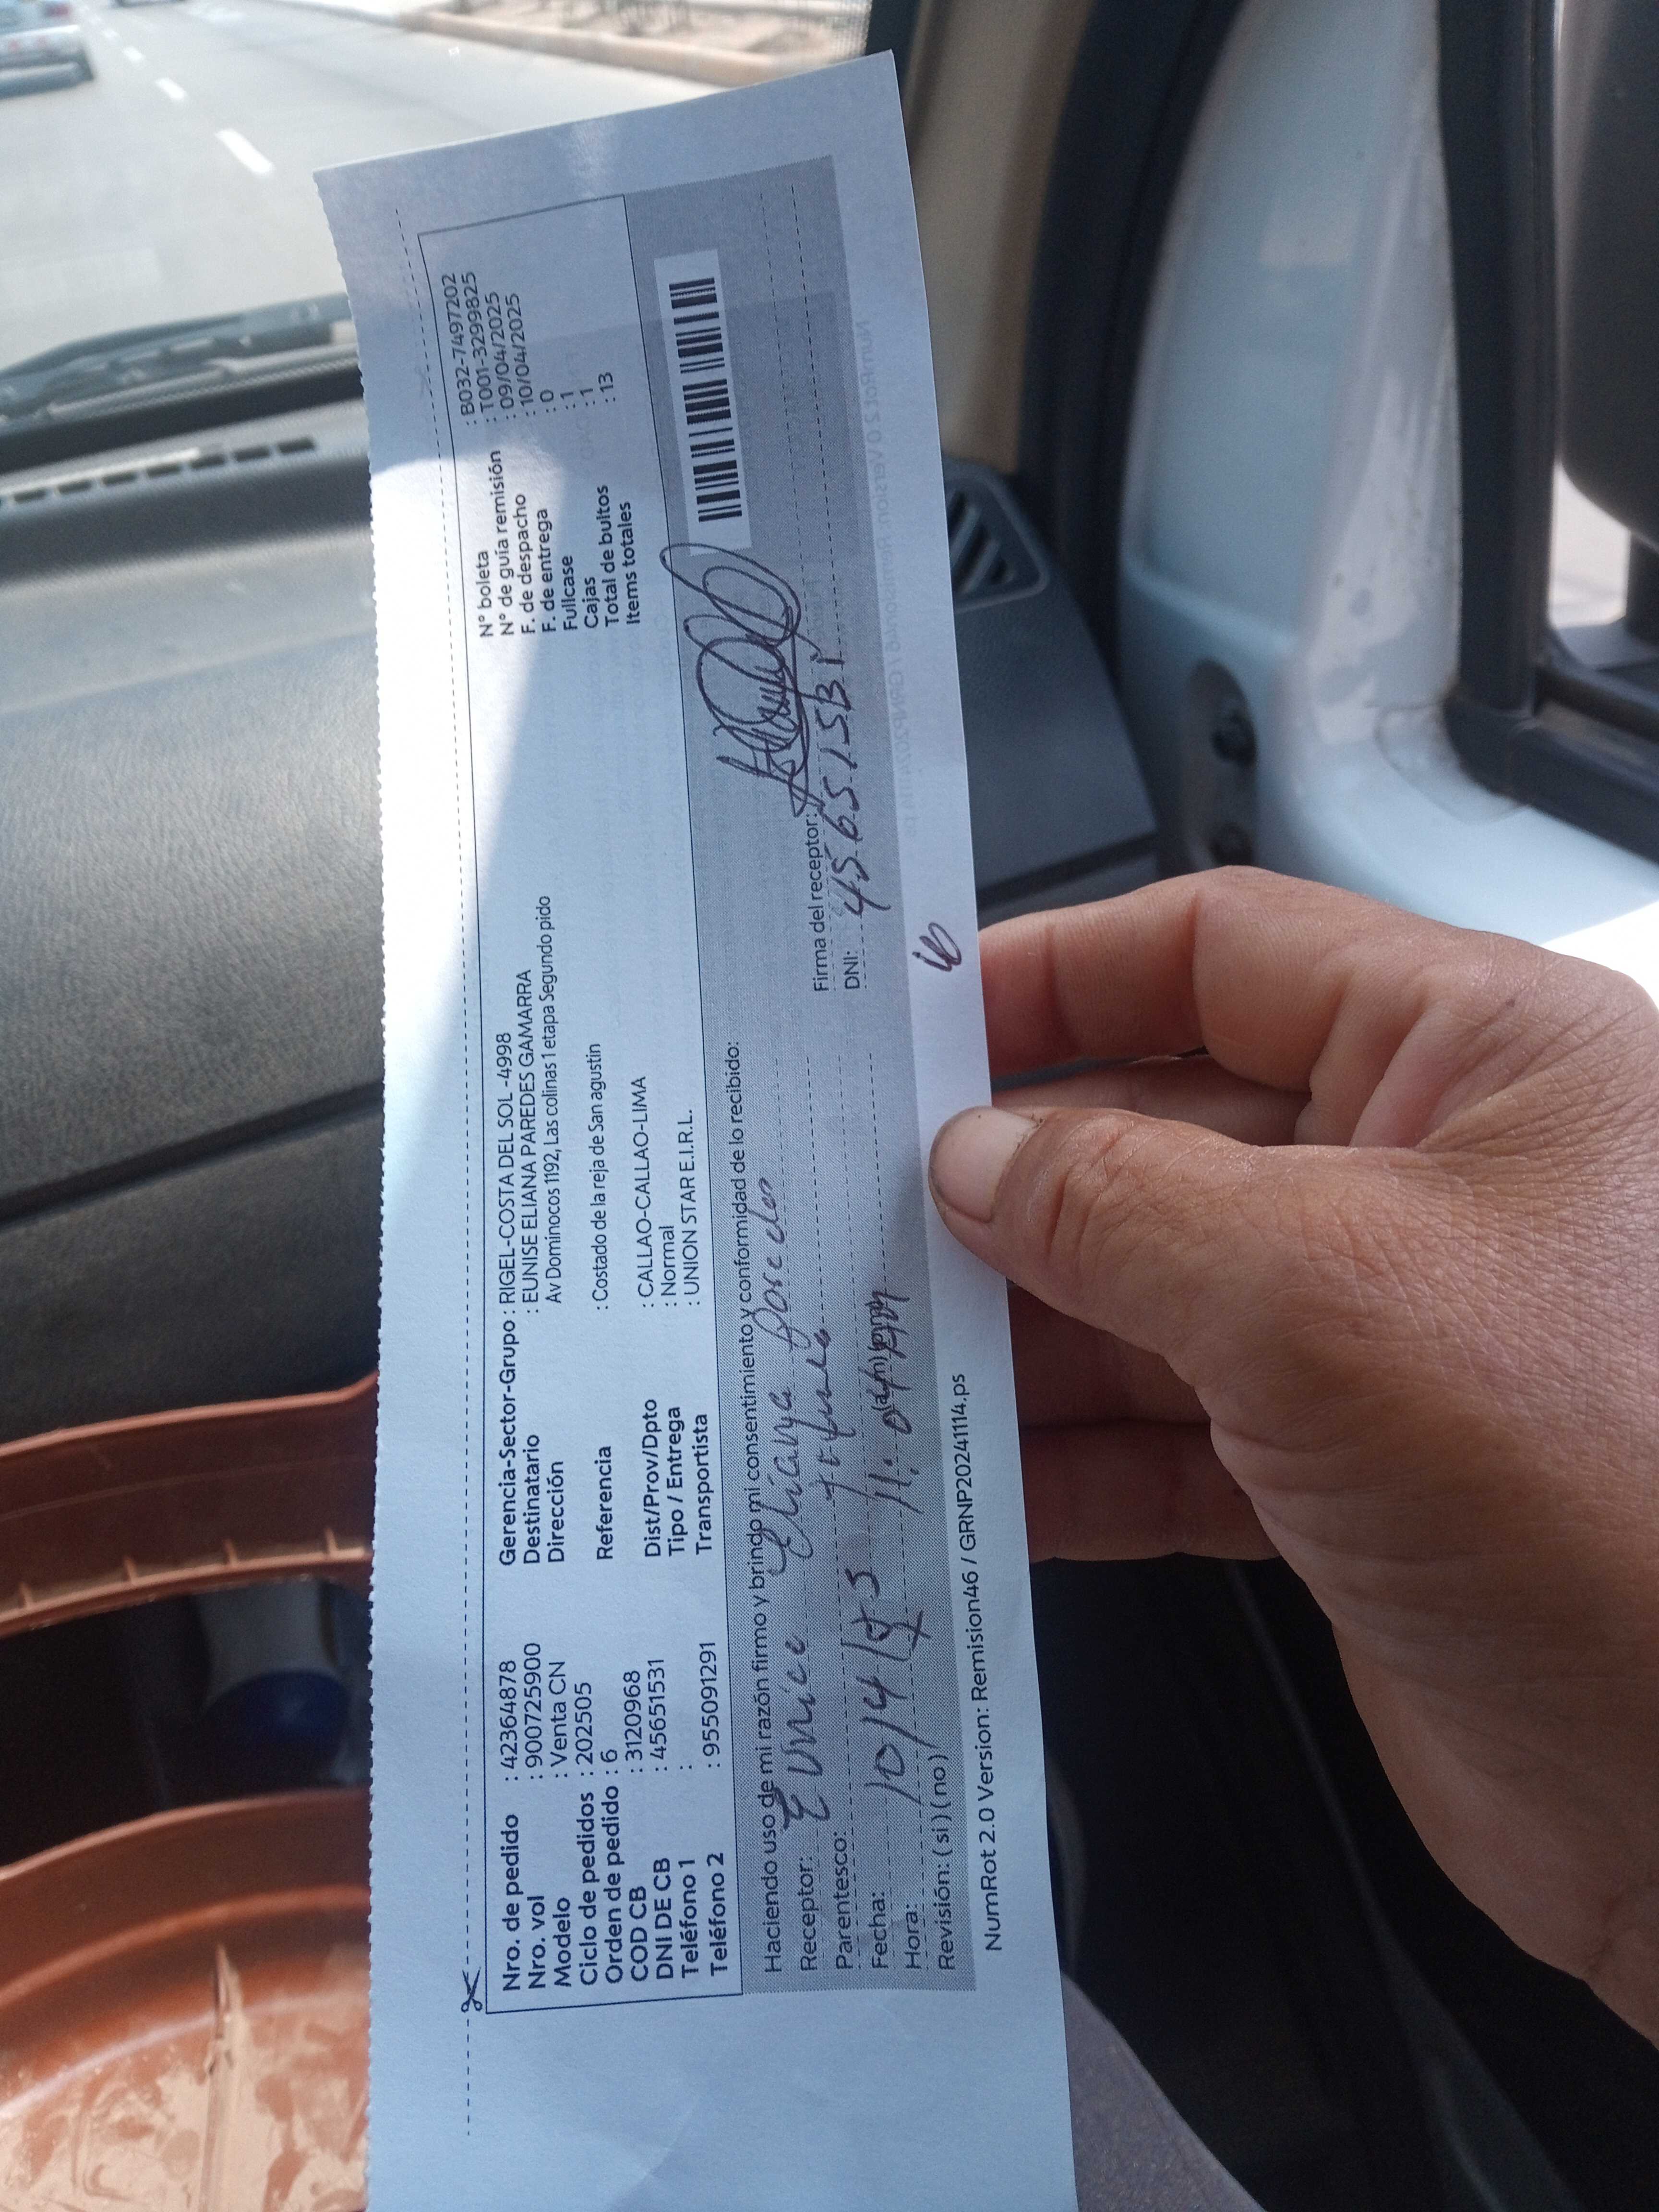 Nro. de pedido : 42364878
Nro. vol : 900725900
Modelo : Venta CN
Ciclo de pedidos : 202505
Orden de pedido : 6
COD CB : 3120968
DNI DE CB : 45651531
Teléfono 1 :
Teléfono 2 : 955091291
Gerencia-Sector-Grupo : RIGEL-COSTA DEL SOL -4998
Destinatario : EUNISE ELIANA PAREDES GAMARRA
Dirección Av Dominocos 1192, Las colinas 1 etapa Segundo pido
Referencia : Costado de la reja de San agustin
Dist/Prov/Dpto : CALLAO-CALLAO-LIMA
Tipo / Entrega : Normal
Transportista : UNION STAR E.I.R.L.
N° boleta : B032-7497202
N° de guía remisión : T001-3299825
F. de despacho : 09/04/2025
F. de entrega : 10/04/2025
Fullcase : 0
Cajas : 1
Total de bultos : 1
Items totales : 13
Haciendo uso de mi razón firmo y brindo mi consentimiento y conformidad de lo recibido:
Receptor: Eunice Eliana Paredes
Parentesco: titular
Fecha: 10/4/25
Hora:
Revisión: ( si ) ( no )
Firma del receptor:
DNI: 45651531
NumRot 2.0 Version: Remision46 / GRNP20241114.ps